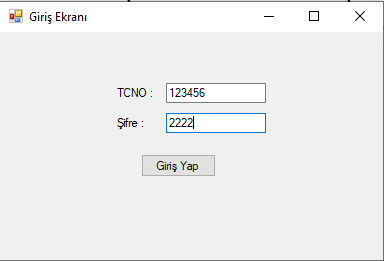 Giriş Ekranı
TCNO : 123456
Şifre : 2222
Giriş Yap